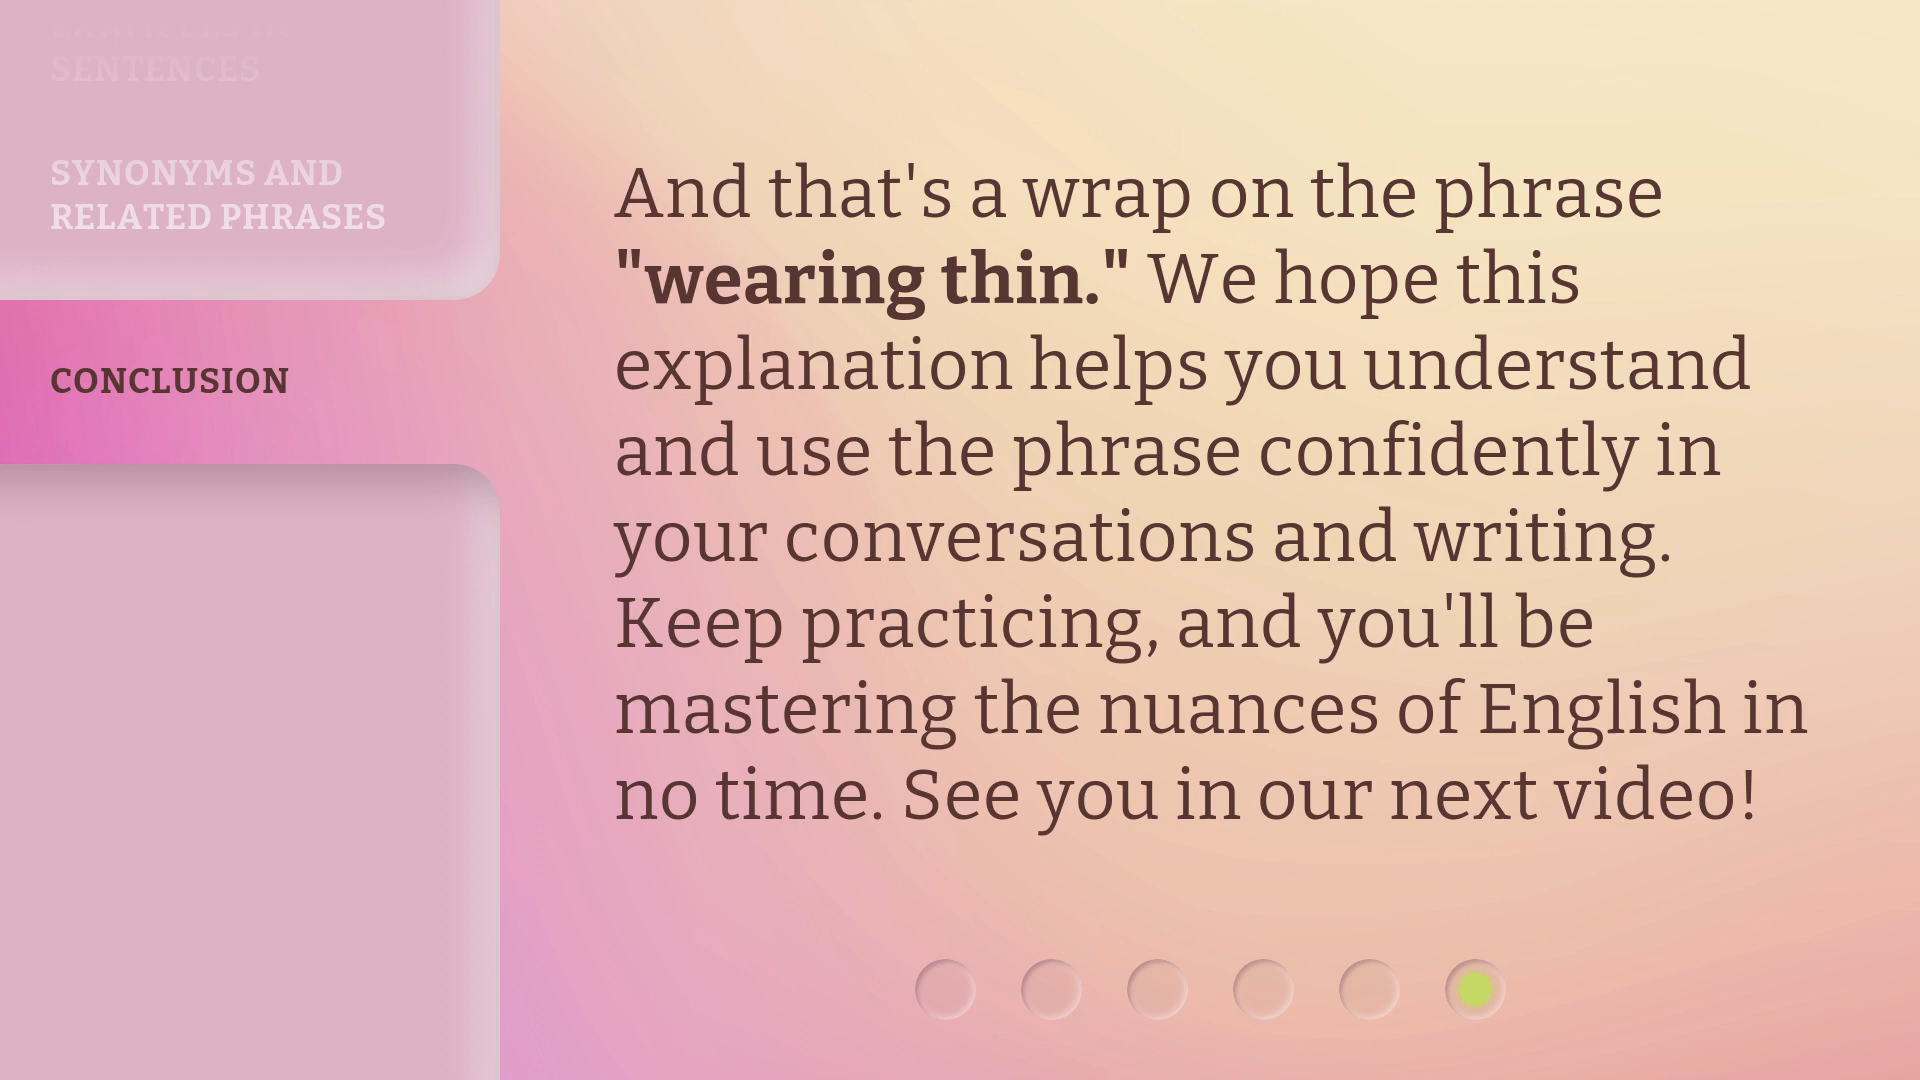 SENTENCES
SYNONYMS AND
RELATED PHRASES
CONCLUSION
And that's a wrap on the phrase
"wearing thin." We hope this
explanation helps you understand
and use the phrase confidently in
your conversations and writing.
Keep practicing, and you'll be
mastering the nuances of English in
no time. See you in our next video!